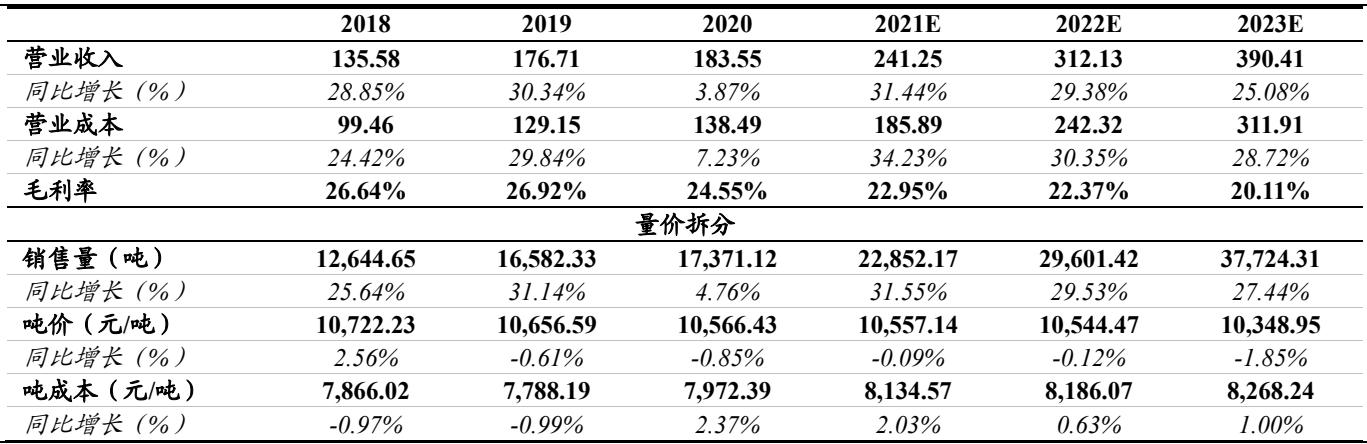 2018 2019 2020 2021E 2022E 2023E
营业收入 135.58 176.71 183.55 241.25 312.13 390.41
同比增长（%） 28.85% 30.34% 3.87% 31.44% 29.38% 25.08%
营业成本 99.46 129.15 138.49 185.89 242.32 311.91
同比增长（%） 24.42% 29.84% 7.23% 34.23% 30.35% 28.72%
毛利率 26.64% 26.92% 24.55% 22.95% 22.37% 20.11%
量价拆分
销售量（吨） 12,644.65 16,582.33 17,371.12 22,852.17 29,601.42 37,724.31
同比增长（%） 25.64% 31.14% 4.76% 31.55% 29.53% 27.44%
吨价（元/吨） 10,722.23 10,656.59 10,566.43 10,557.14 10,544.47 10,348.95
同比增长（%） 2.56% -0.61% -0.85% -0.09% -0.12% -1.85%
吨成本（元/吨） 7,866.02 7,788.19 7,972.39 8,134.57 8,186.07 8,268.24
同比增长（%） -0.97% -0.99% 2.37% 2.03% 0.63% 1.00%